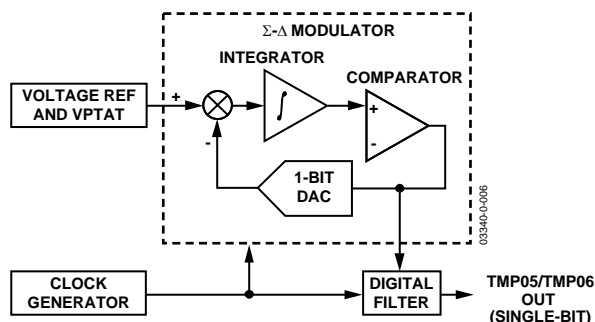 Σ-Δ MODULATOR
INTEGRATOR
COMPARATOR
VOLTAGE REF
AND VPTAT
+
-
∫
+
-
1-BIT
DAC
03340-0-006
CLOCK
GENERATOR
DIGITAL
FILTER
TMP05/TMP06
OUT
(SINGLE-BIT)